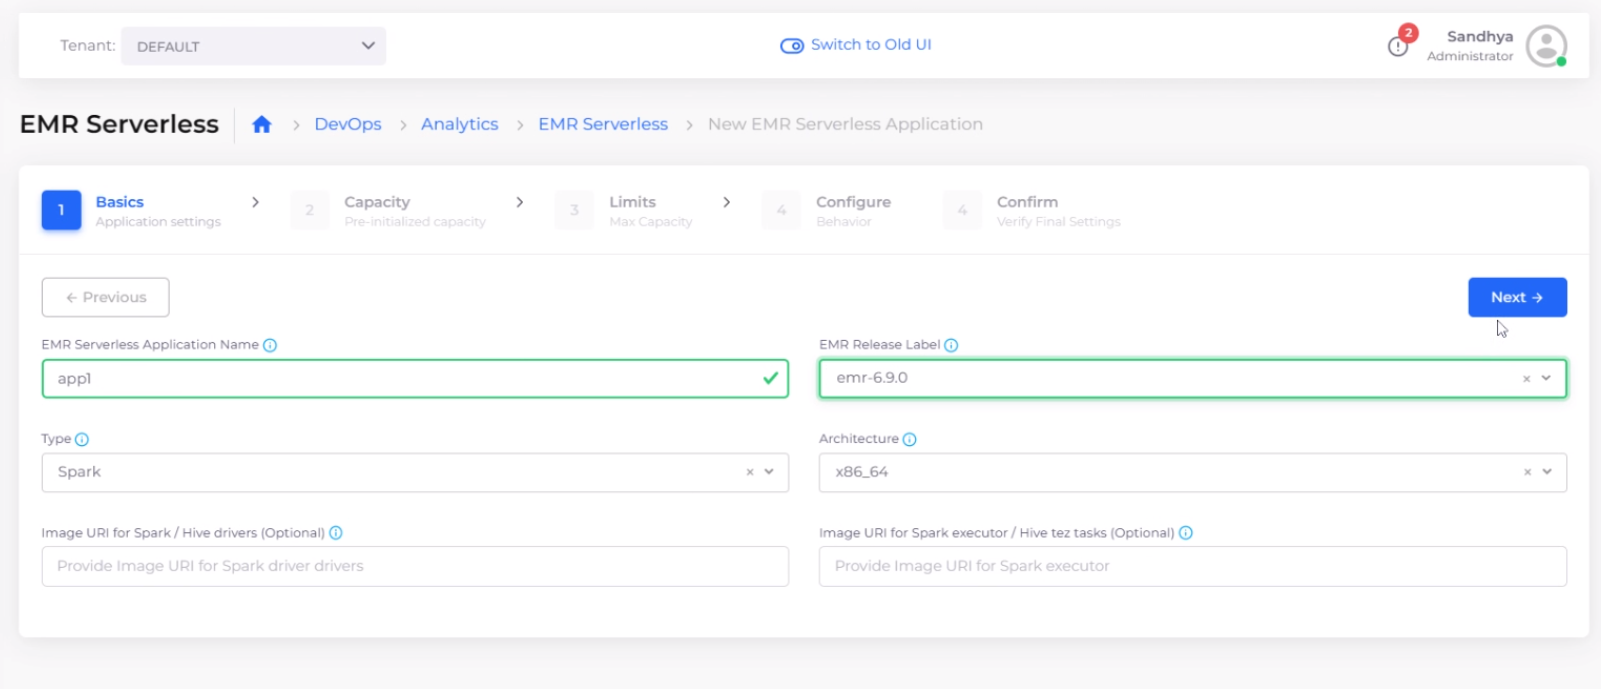 Tenant: DEFAULT
Switch to Old UI
2
Sandhya
Administrator
EMR Serverless
DevOps > Analytics > EMR Serverless > New EMR Serverless Application
1 Basics
Application settings
2 Capacity
Pre-initialized capacity
3 Limits
Max Capacity
4 Configure
Behavior
4 Confirm
Verify Final Settings
← Previous
Next →
EMR Serverless Application Name
app1
EMR Release Label
emr-6.9.0
Type
Spark
Architecture
x86_64
Image URI for Spark / Hive drivers (Optional)
Provide Image URI for Spark driver drivers
Image URI for Spark executor / Hive tez tasks (Optional)
Provide Image URI for Spark executor